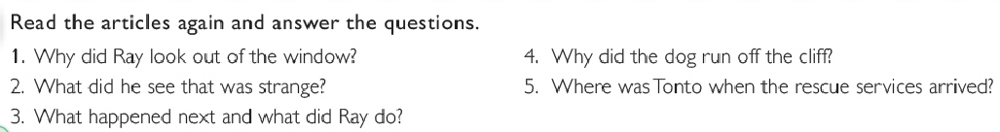 Read the articles again and answer the questions.
1. Why did Ray look out of the window?
2. What did he see that was strange?
3. What happened next and what did Ray do?
4. Why did the dog run off the cliff?
5. Where was Tonto when the rescue services arrived?